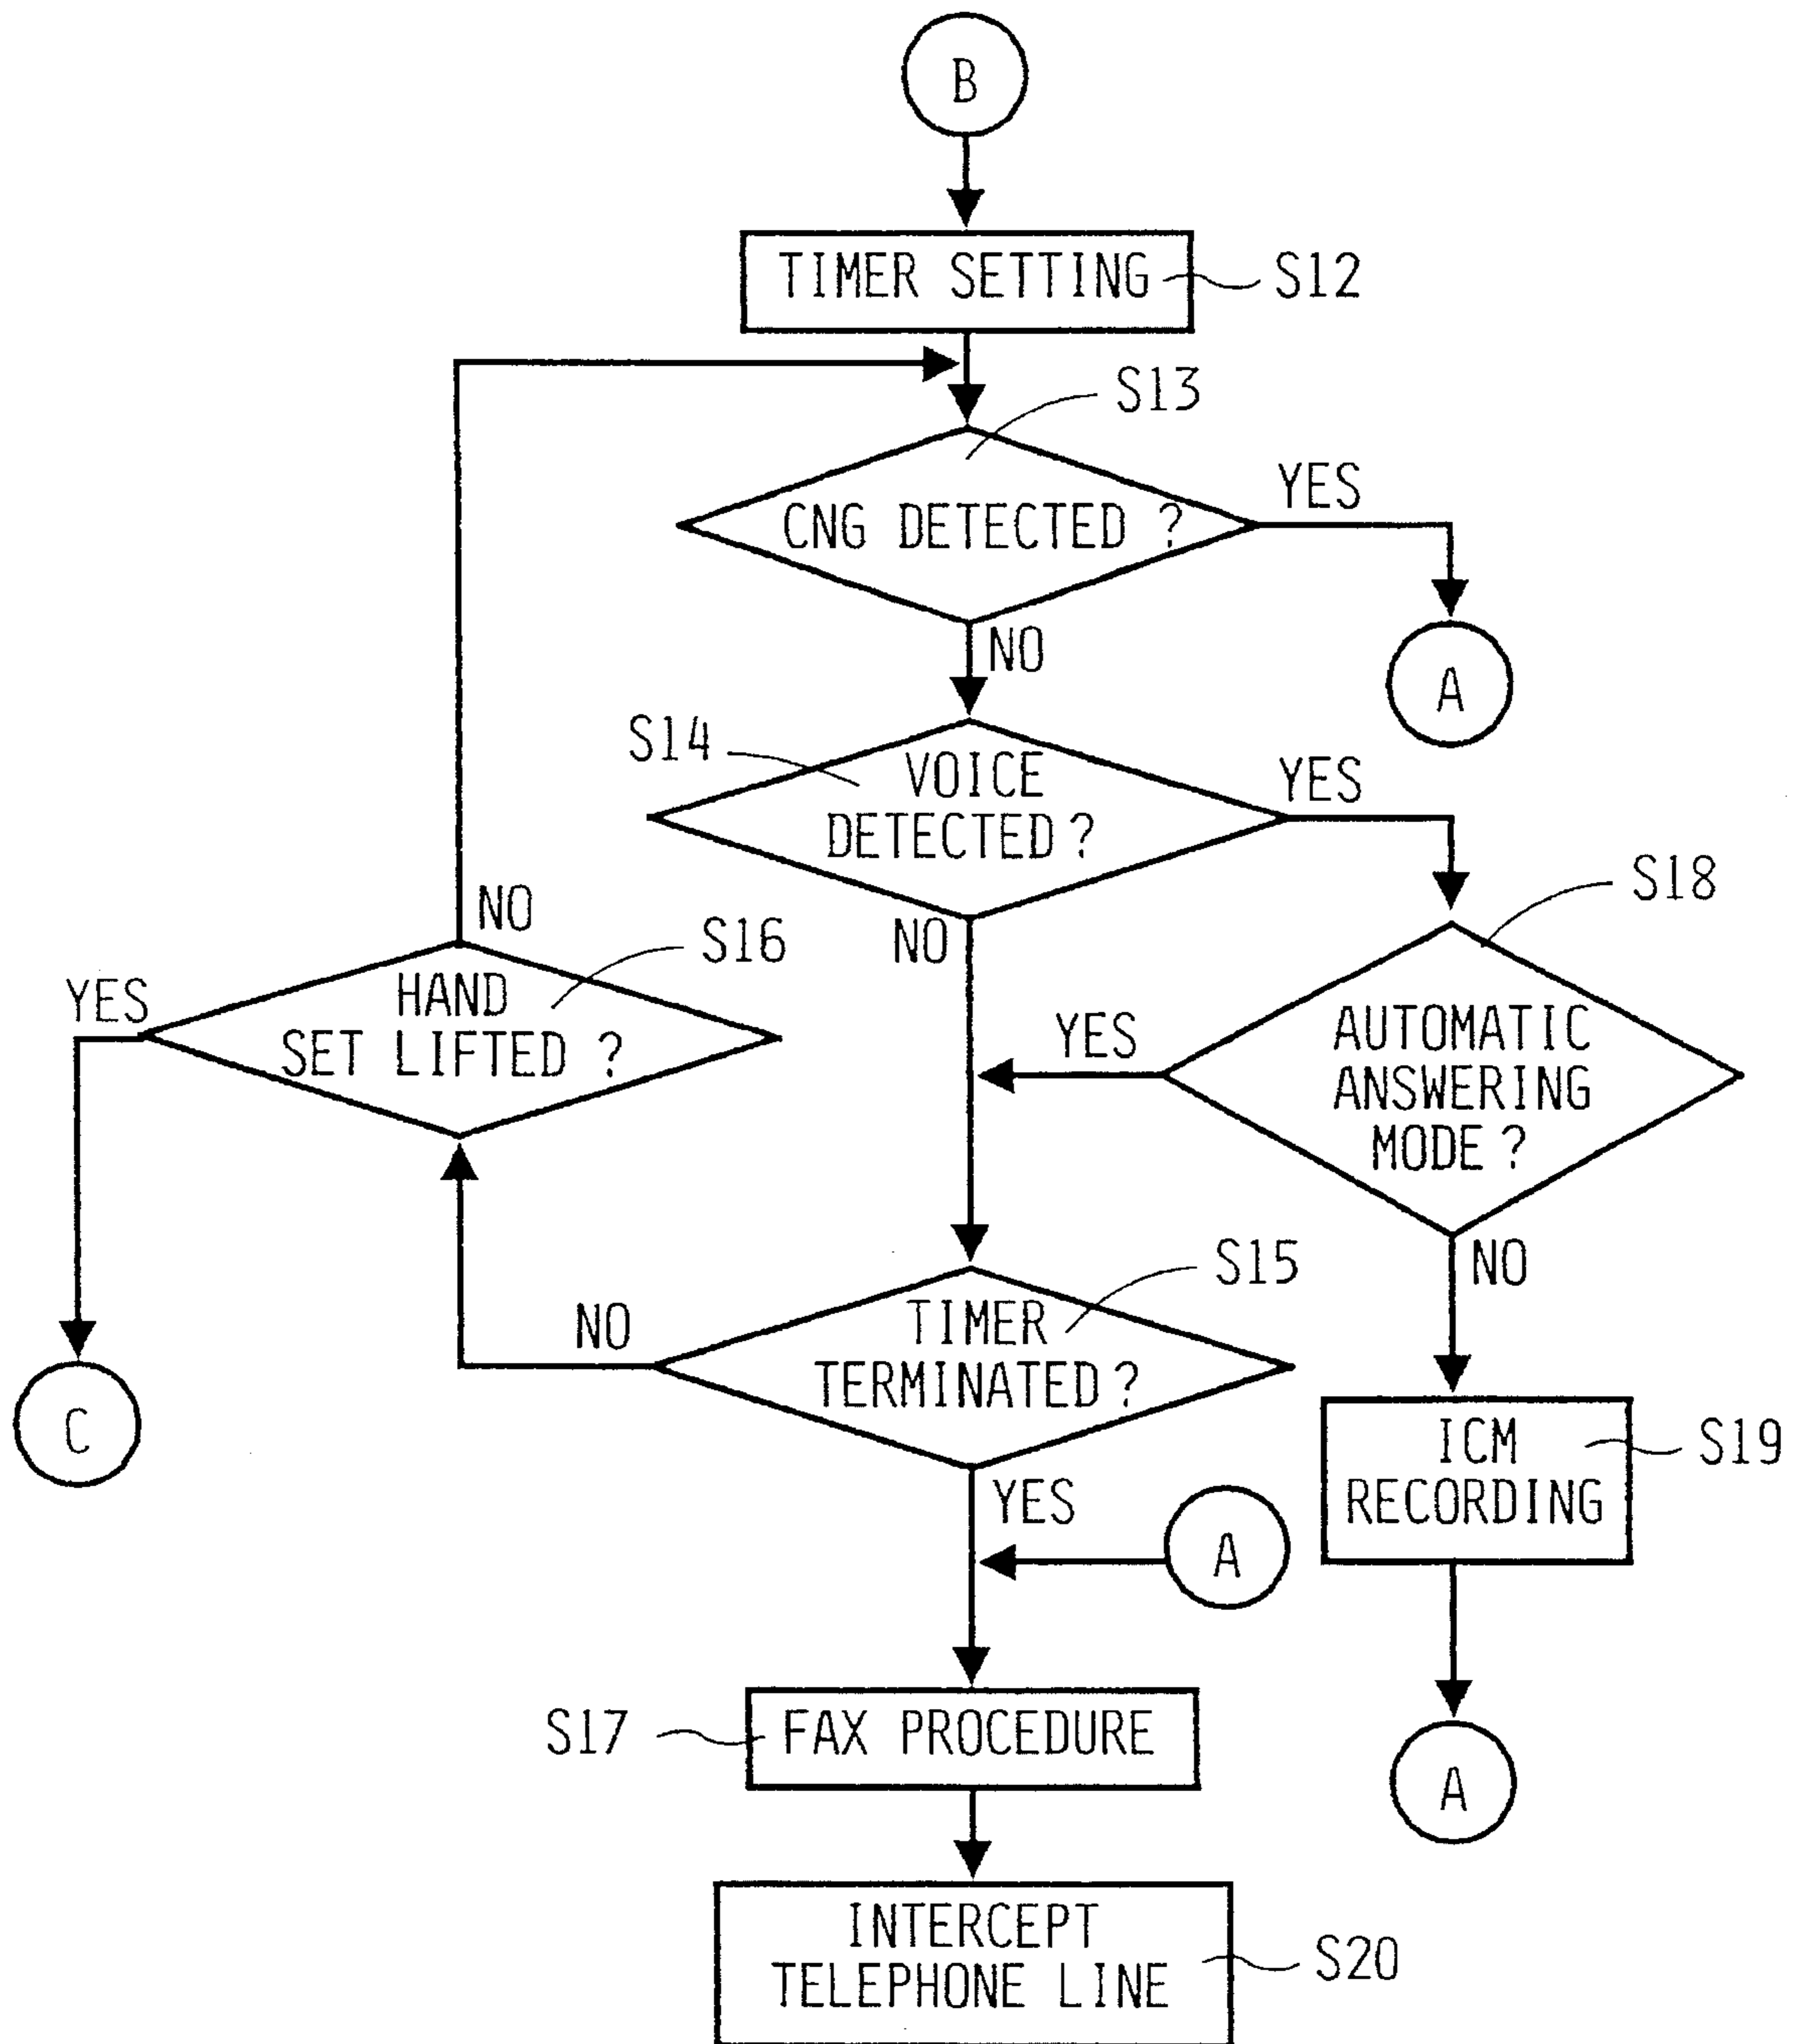 B
TIMER SETTING
S12
S13
CNG DETECTED ?
YES
A
NO
S14
VOICE
DETECTED ?
YES
NO
S18
AUTOMATIC
ANSWERING
MODE ?
YES
NO
S16
HAND
SET LIFTED ?
NO
YES
C
S15
TIMER
TERMINATED ?
NO
YES
A
ICM
RECORDING
S19
A
S17
FAX PROCEDURE
INTERCEPT
TELEPHONE LINE
S20